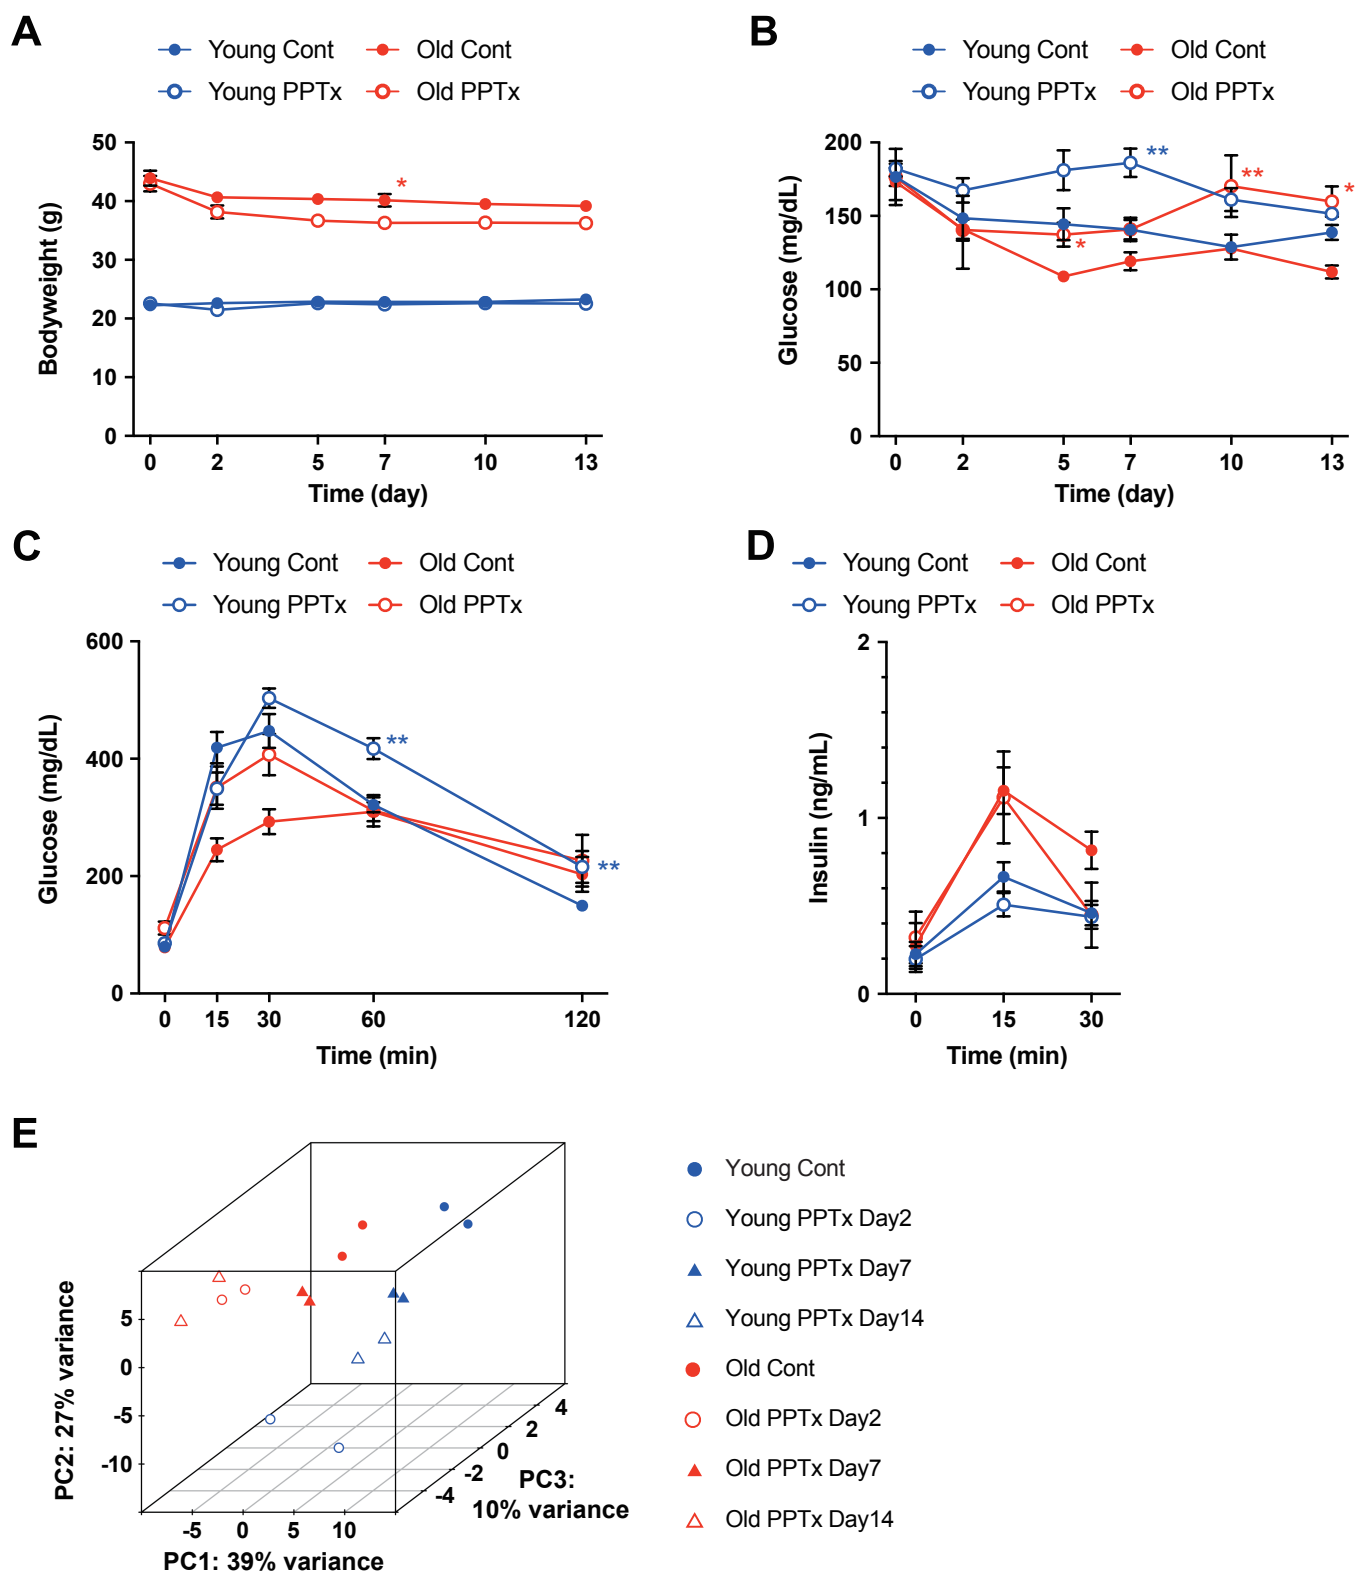 A
Young Cont
Old Cont
Young PPTx
Old PPTx
50
40
30
20
10
0
Bodyweight (g)
*
0 2 5 7 10 13
Time (day)
B
Young Cont
Old Cont
Young PPTx
Old PPTx
200
150
100
50
0
Glucose (mg/dL)
**
**
*
*
0 2 5 7 10 13
Time (day)
C
Young Cont
Old Cont
Young PPTx
Old PPTx
600
400
200
0
Glucose (mg/dL)
**
**
0 15 30 60 120
Time (min)
D
Young Cont
Old Cont
Young PPTx
Old PPTx
2
1
0
Insulin (ng/mL)
0 15 30
Time (min)
E
5
0
-5
-10
PC2: 27% variance
-5 0 5 10
PC1: 39% variance
4
2
0
-2
-4
PC3:
10% variance
Young Cont
Young PPTx Day2
Young PPTx Day7
Young PPTx Day14
Old Cont
Old PPTx Day2
Old PPTx Day7
Old PPTx Day14